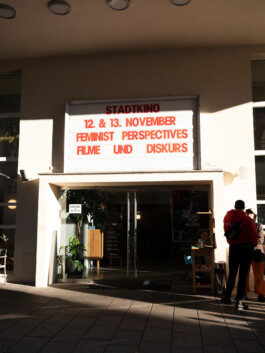 STADTKINO
12. & 13. NOVEMBER
FEMINIST PERSPECTIVES
FILME UND DISKURS